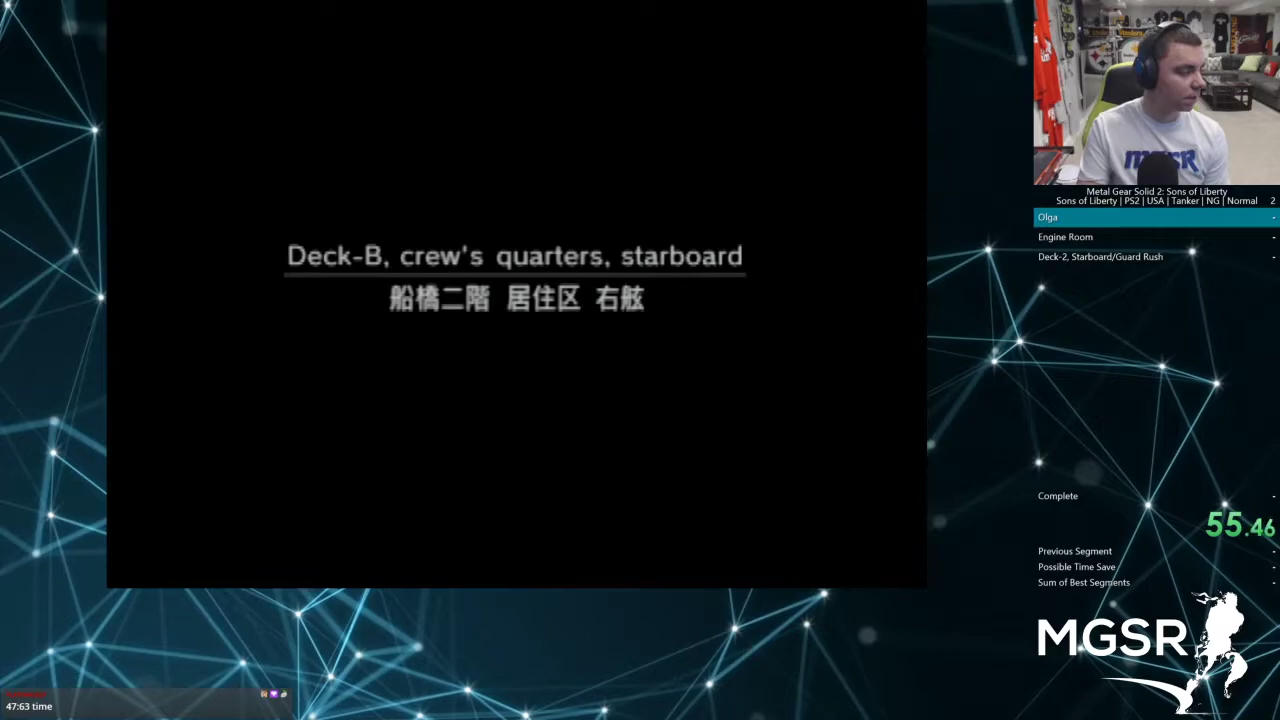 Deck-B, crew's quarters, starboard
船橋二階 居住区 右舷
MGSR
Metal Gear Solid 2: Sons of Liberty
Sons of Liberty | PS2 | USA | Tanker | NG | Normal 2
Olga -
Engine Room -
Deck-2, Starboard/Guard Rush -
Complete -
55.46
Previous Segment -
Possible Time Save -
Sum of Best Segments -
MGSR
47:63 time